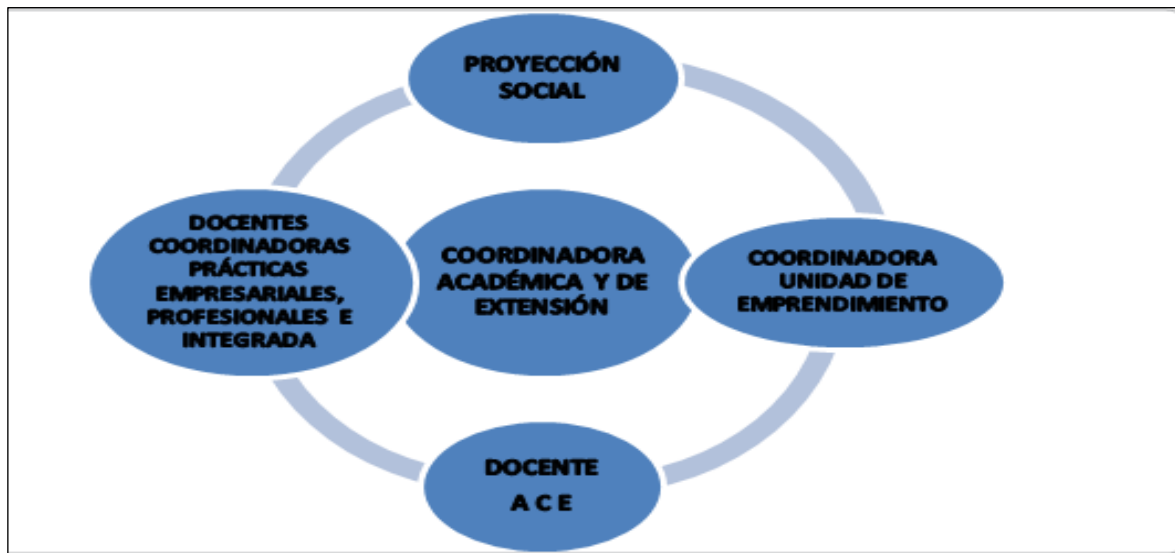 PROYECCIÓN
SOCIAL
DOCENTES
COORDINADORAS
PRÁCTICAS
EMPRESARIALES,
PROFESIONALES E
INTEGRADA
COORDINADORA
ACADÉMICA Y DE
EXTENSIÓN
COORDINADORA
UNIDAD DE
EMPRENDIMIENTO
DOCENTE
A C E